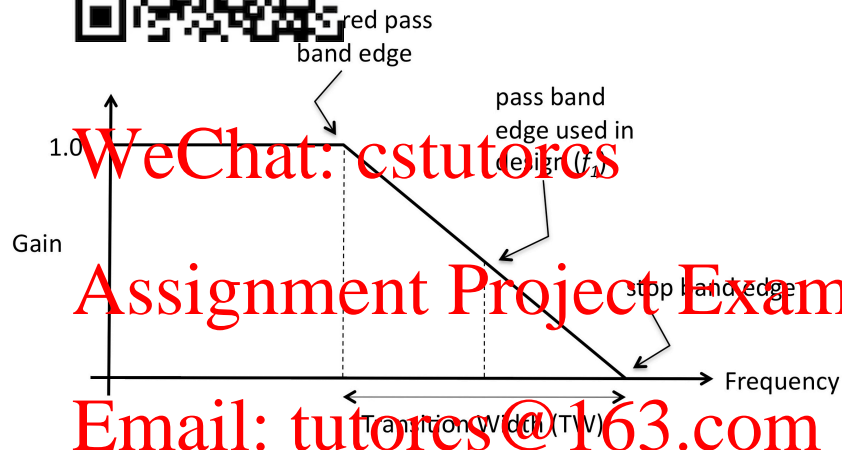 red pass
band edge
pass band
edge used in
design (f1)
1.0
WeChat: cstutorcs
Gain
Assignment Project Exam
stop band edge
Frequency
Transition Width (TW)
Email: tutorcs@163.com